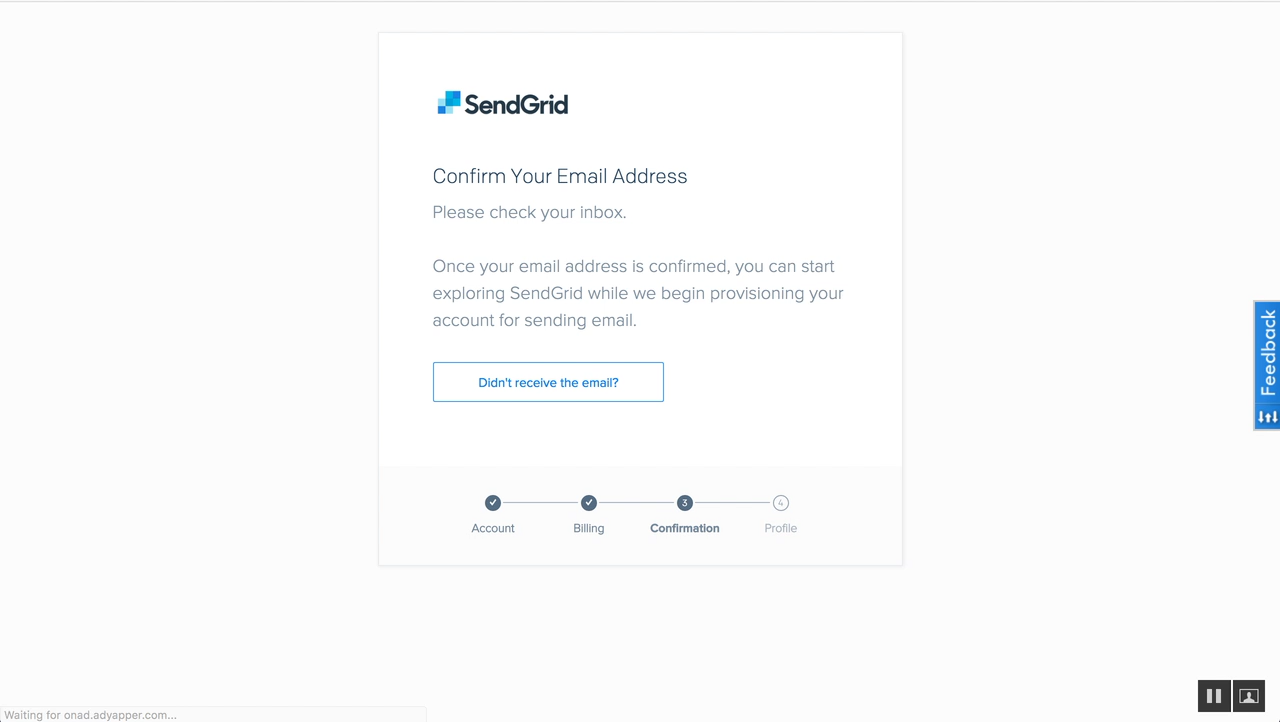 SendGrid
Confirm Your Email Address
Please check your inbox.
Once your email address is confirmed, you can start
exploring SendGrid while we begin provisioning your
account for sending email.
Didn't receive the email?
Feedback
3
4
Account
Billing
Confirmation
Profile
Waiting for onad.adyapper.com...